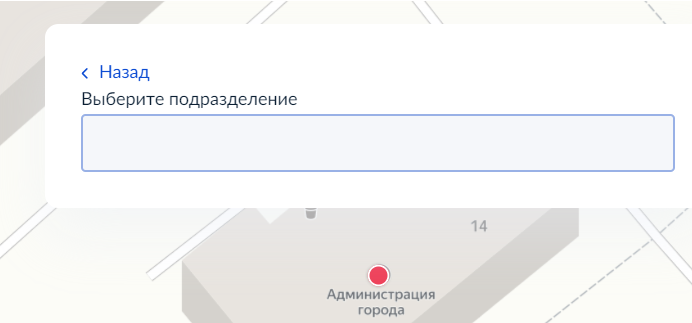 Назад
Выберите подразделение
14
Администрация
города